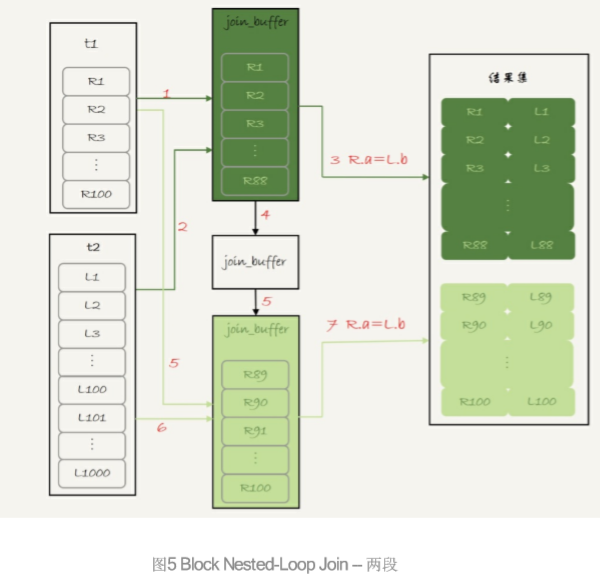 t1
R1
R2
R3
⋮
R100
t2
L1
L2
L3
⋮
L100
L101
⋮
L1000
1
2
5
6
join_buffer
R1
R2
R3
⋮
R88
4
join_buffer
5
join_buffer
R89
R90
R91
⋮
R100
3 R.a=L.b
7 R.a=L.b
结果集
R1 L1
R2 L2
R3 L3
⋮
R88 L88
R89 L89
R90 L90
⋮
R100 L100
图5 Block Nested-Loop Join – 两段